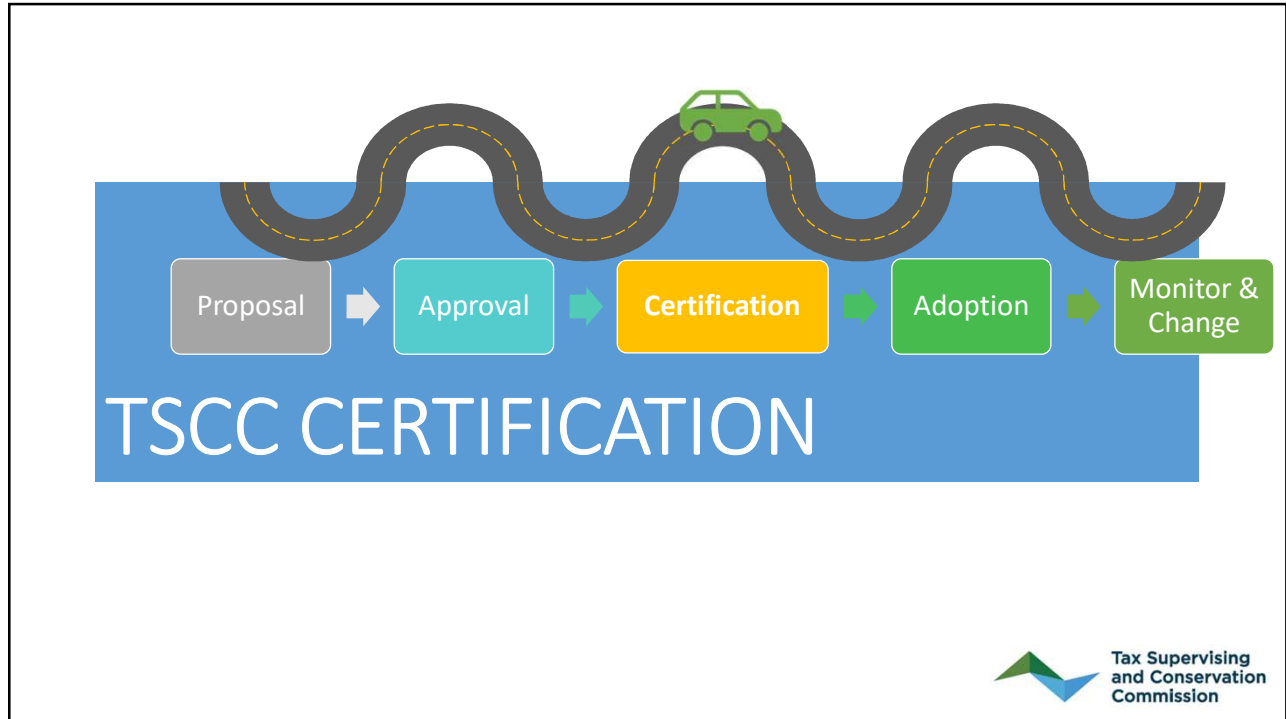 Proposal
Approval
Certification
Adoption
Monitor &
Change
TSCC CERTIFICATION
Tax Supervising
and Conservation
Commission